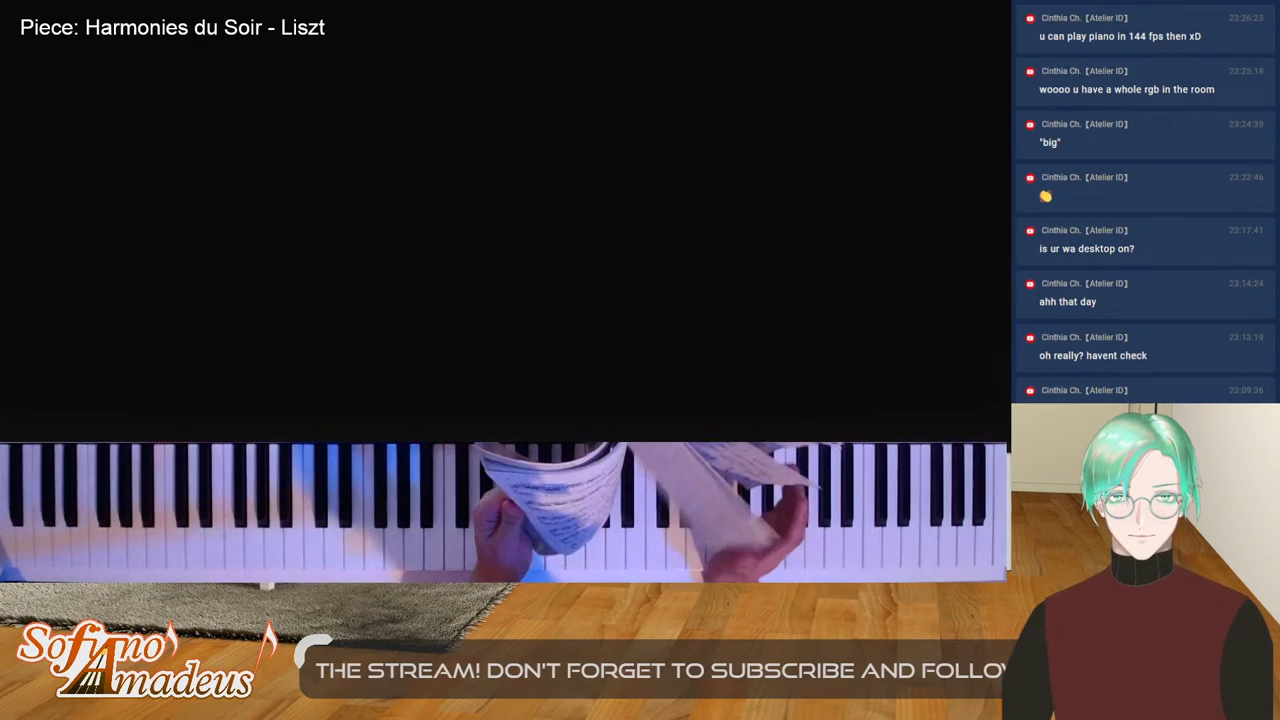 Piece: Harmonies du Soir - Liszt
Cinthia Ch.【Atelier ID】 23:26:23
u can play piano in 144 fps then xD
Cinthia Ch.【Atelier ID】 23:25:18
woooo u have a whole rgb in the room
Cinthia Ch.【Atelier ID】 23:24:39
"big"
Cinthia Ch.【Atelier ID】 23:23:46
👏
Cinthia Ch.【Atelier ID】 23:17:41
is ur wa desktop on?
Cinthia Ch.【Atelier ID】 23:14:24
ahh that day
Cinthia Ch.【Atelier ID】 23:13:19
oh really? havent check
Cinthia Ch.【Atelier ID】 23:09:36
Sofiano
Amadeus
THE STREAM! DON'T FORGET TO SUBSCRIBE AND FOLLOW